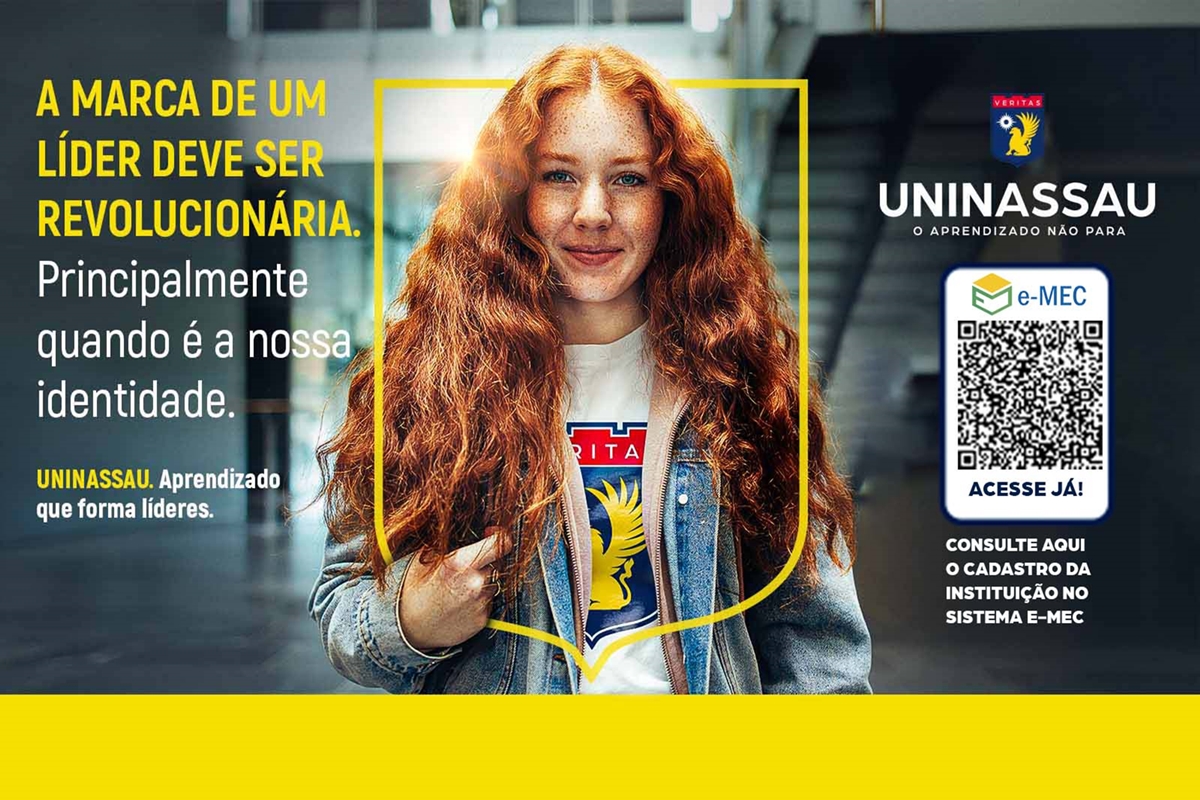 A MARCA DE UM
LÍDER DEVE SER
REVOLUCIONÁRIA.
Principalmente
quando é a nossa
identidade.
UNINASSAU. Aprendizado
que forma líderes.
RITA
VERITAS
UNINASSAU
O APRENDIZADO NÃO PARA
e-MEC
ACESSE JÁ!
CONSULTE AQUI
O CADASTRO DA
INSTITUIÇÃO NO
SISTEMA E-MEC